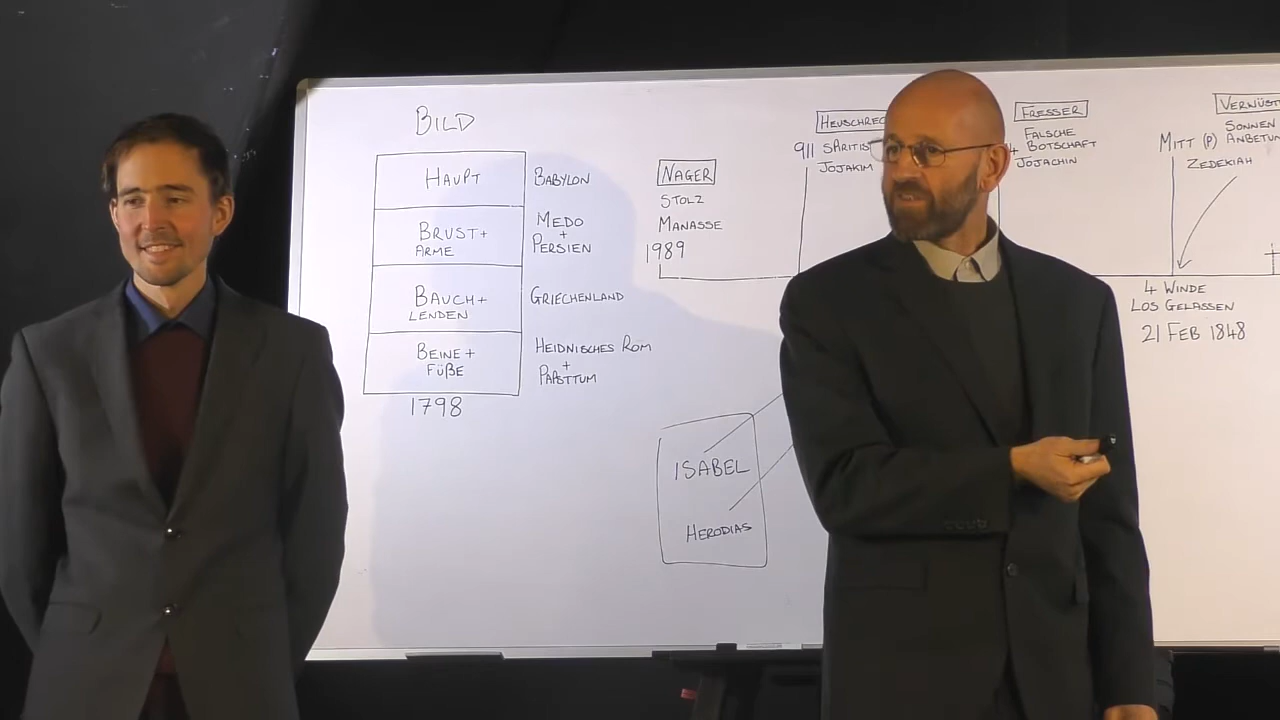 BILD
HAUPT
BABYLON
BRUST+
ARME
MEDO
+
PERSIEN
BAUCH+
LENDEN
GRIECHENLAND
BEINE+
FÜßE
HEIDNISCHES ROM
+
PAPSTTUM
1798
NAGER
STOLZ
MANASSE
1989
HEUSCHREC
911
JOJAKIM
FRESSER
FALSCHE
BOTSCHAFT
JOJACHIN
VERWÜST
SONNEN
ANBETUN
MITT (P)
ZEDEKIAH
4 WINDE
LOS GELASSEN
21 FEB 1848
ISABEL
HERODIAS